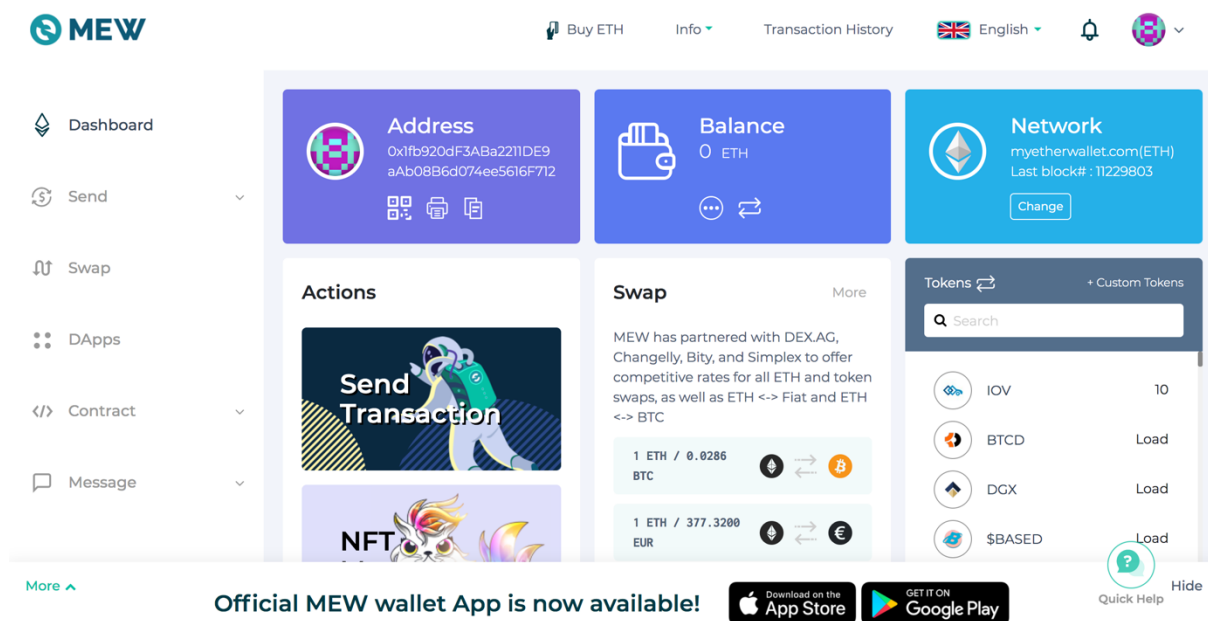 MEW
Buy ETH
Info
Transaction History
English
Dashboard
Send
Swap
DApps
Contract
Message
Address
0x1fb920dF3ABa2211DE9
aAb08B6d074ee5616F712
Balance
0 ETH
Network
myetherwallet.com(ETH)
Last block# : 11229803
Change
Actions
Send
Transaction
NFT
Swap
More
MEW has partnered with DEX.AG,
Changelly, Bity, and Simplex to offer
competitive rates for all ETH and token
swaps, as well as ETH <-> Fiat and ETH
<-> BTC
1 ETH / 0.0286
BTC
1 ETH / 377.3200
EUR
Tokens
+ Custom Tokens
Search
IOV 10
BTCD Load
DGX Load
$BASED Load
More
Official MEW wallet App is now available!
Download on the
App Store
GET IT ON
Google Play
?
Quick Help
Hide